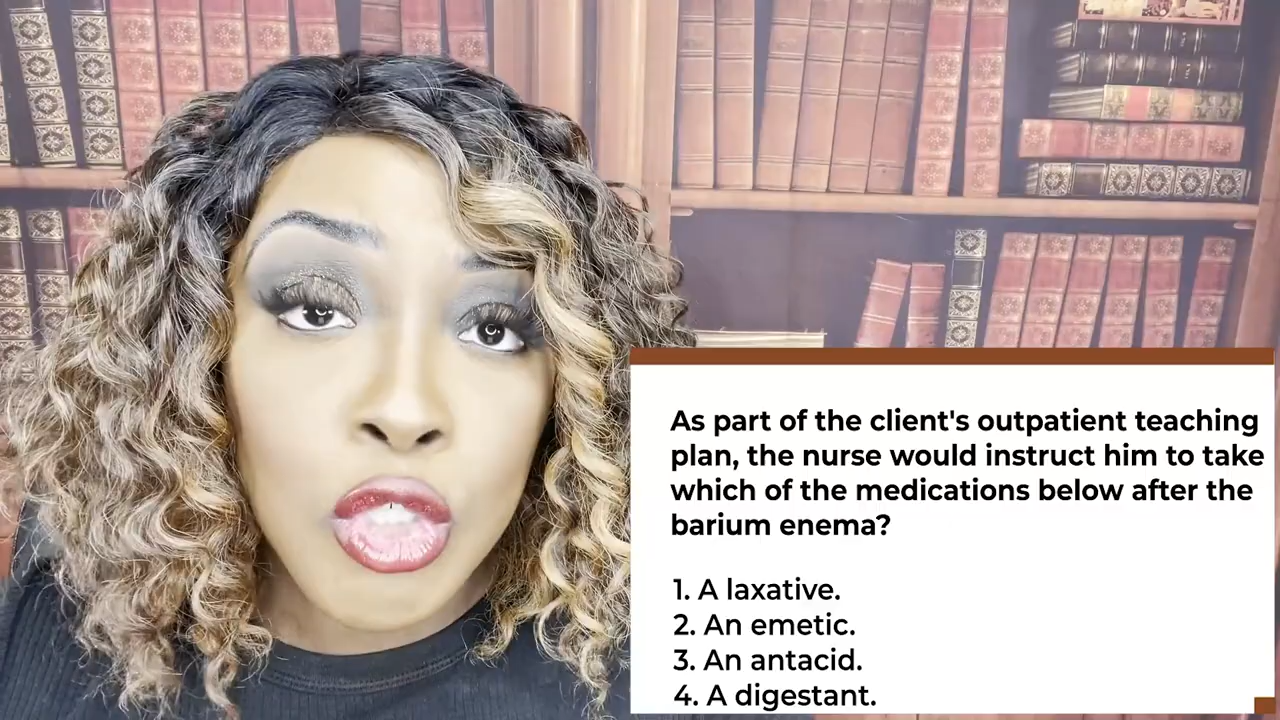 As part of the client's outpatient teaching
plan, the nurse would instruct him to take
which of the medications below after the
barium enema?
1. A laxative.
2. An emetic.
3. An antacid.
4. A digestant.